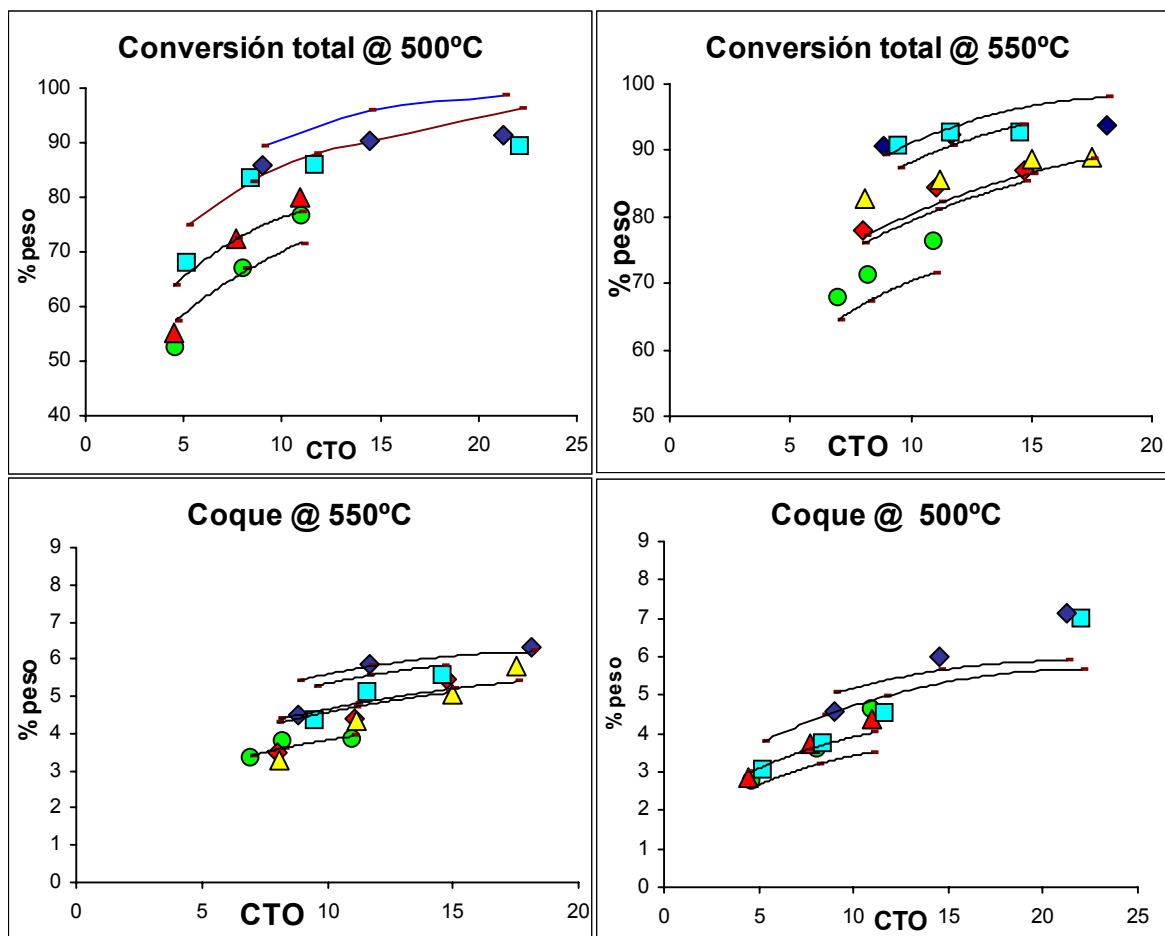 Conversión total @ 500ºC
100
90
80
70
60
50
40
% peso
0 5 10 15 20 25
CTO
Conversión total @ 550ºC
100
90
80
70
60
50
% peso
0 5 10 15 20
CTO
Coque @ 550ºC
9
8
7
6
5
4
3
2
1
0
% peso
0 5 10 15 20
CTO
Coque @ 500ºC
9
8
7
6
5
4
3
2
1
0
% peso
0 5 10 15 20 25
CTO